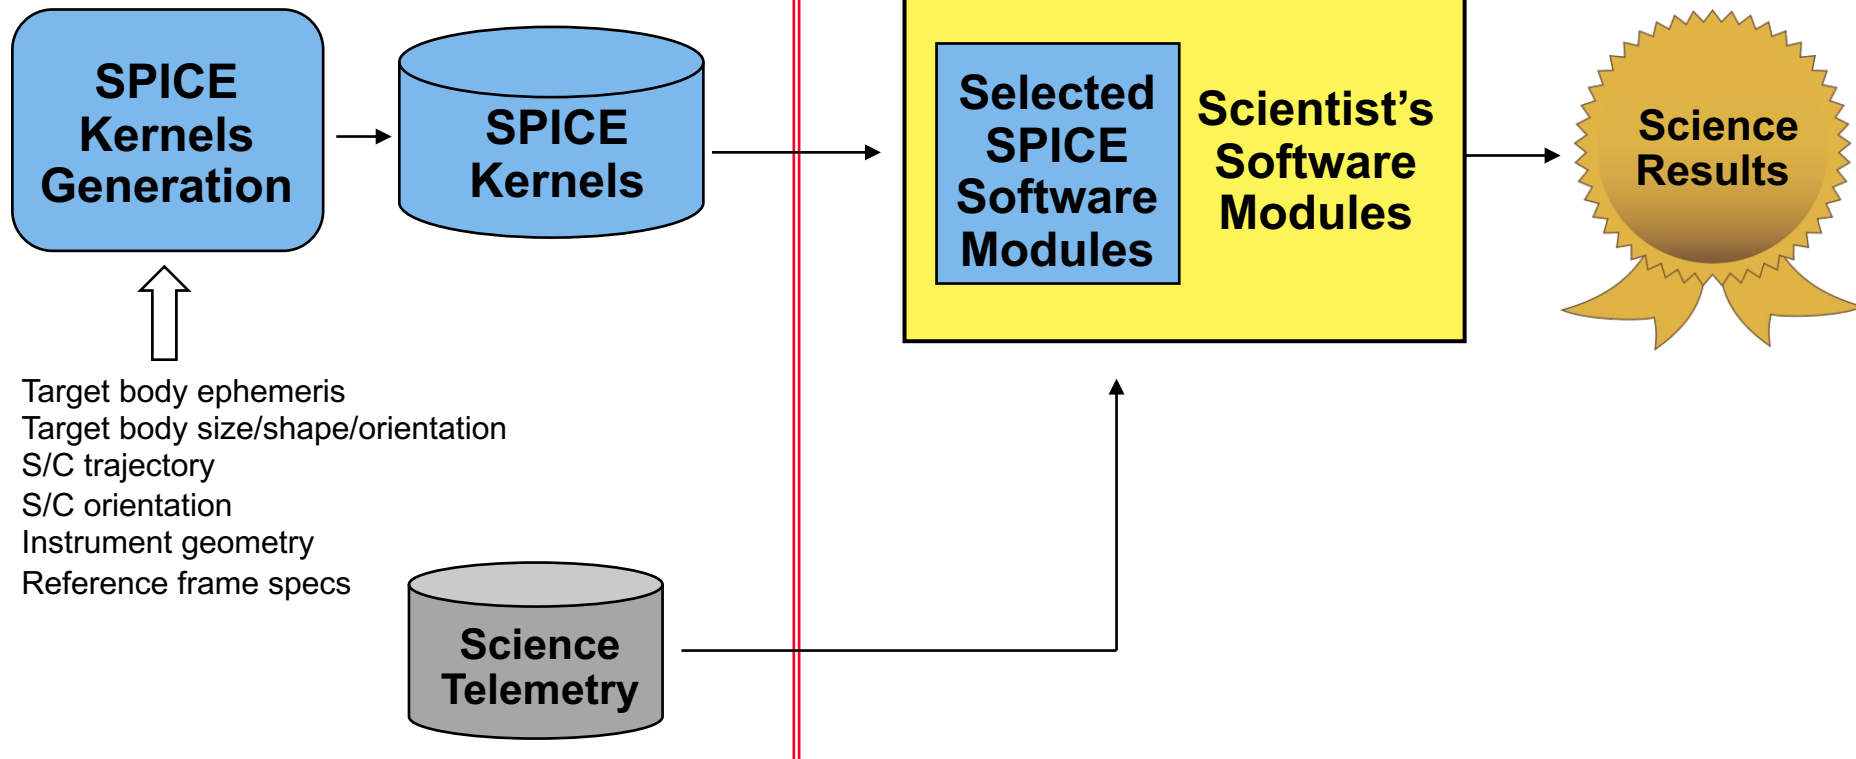 SPICE
Kernels
Generation
SPICE
Kernels
Selected
SPICE
Software
Modules
Scientist’s
Software
Modules
Science
Results
Target body ephemeris
Target body size/shape/orientation
S/C trajectory
S/C orientation
Instrument geometry
Reference frame specs
Science
Telemetry